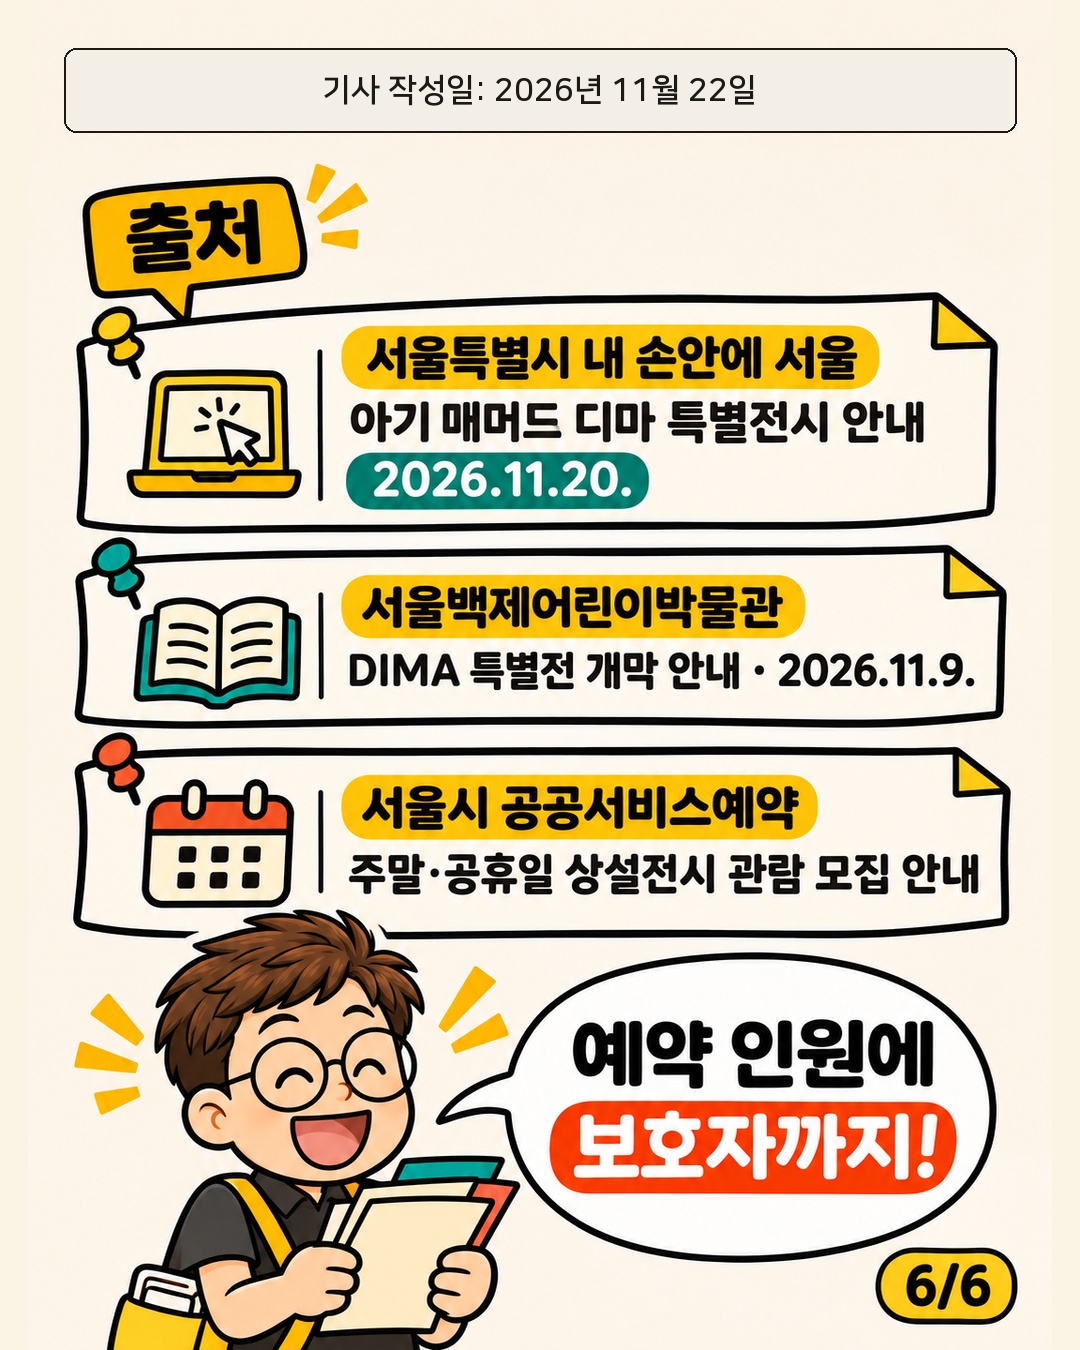 기사 작성일: 2026년 11월 22일
출처
서울특별시 내 손안에 서울
아기 매머드 디마 특별전시 안내
2026.11.20.
서울백제어린이박물관
DIMA 특별전 개막 안내 · 2026.11.9.
서울시 공공서비스예약
주말·공휴일 상설전시 관람 모집 안내
예약 인원에
보호자까지!
6/6